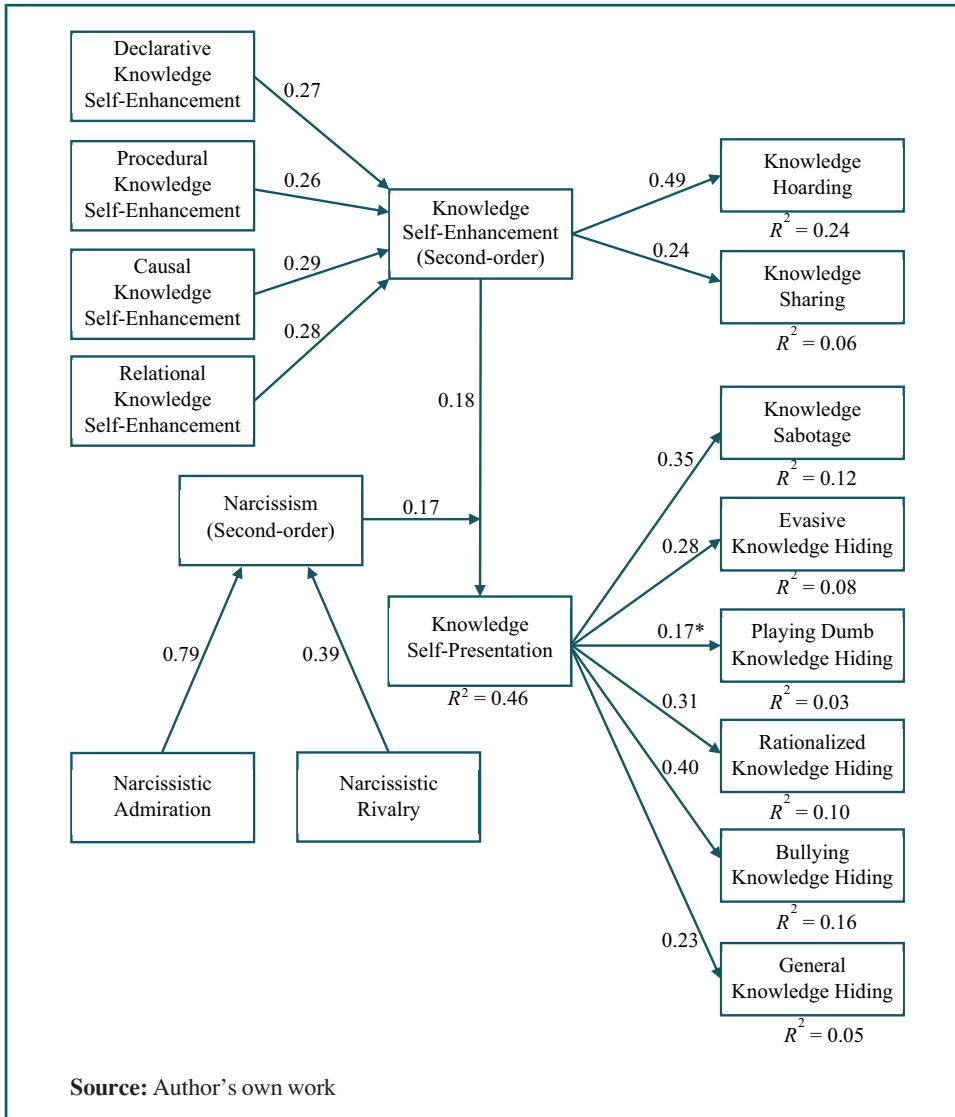 Declarative
Knowledge
Self-Enhancement
0.27
Procedural
Knowledge
Self-Enhancement
0.26
Causal
Knowledge
Self-Enhancement
0.29
Relational
Knowledge
Self-Enhancement
0.28
Knowledge
Self-Enhancement
(Second-order)
0.49
Knowledge
Hoarding
R² = 0.24
0.24
Knowledge
Sharing
R² = 0.06
0.18
Narcissism
(Second-order)
0.17
0.79
0.39
Narcissistic
Admiration
Narcissistic
Rivalry
Knowledge
Self-Presentation
R² = 0.46
0.35
Knowledge
Sabotage
R² = 0.12
0.28
Evasive
Knowledge Hiding
R² = 0.08
0.17*
Playing Dumb
Knowledge Hiding
R² = 0.03
0.31
Rationalized
Knowledge Hiding
R² = 0.10
0.40
Bullying
Knowledge Hiding
R² = 0.16
0.23
General
Knowledge Hiding
R² = 0.05
Source: Author's own work